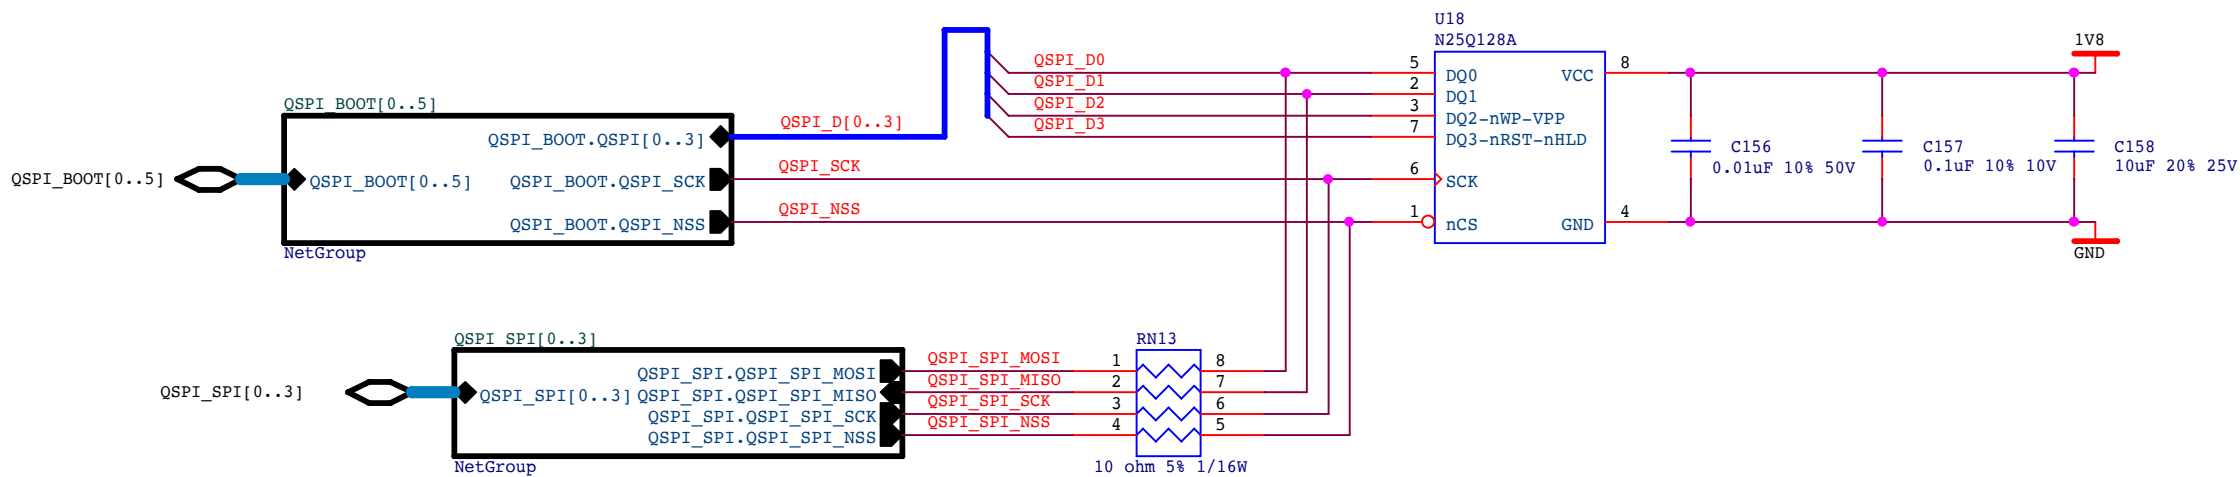 U18
N25Q128A
1V8
QSPI_BOOT[0..5]
QSPI_BOOT[0..5]
QSPI_BOOT[0..5]
QSPI_BOOT.QSPI[0..3]
QSPI_BOOT.QSPI_SCK
QSPI_BOOT.QSPI_NSS
NetGroup
QSPI_D[0..3]
QSPI_SCK
QSPI_NSS
QSPI_D0
QSPI_D1
QSPI_D2
QSPI_D3
5
2
3
7
6
1
DQ0
DQ1
DQ2-nWP-VPP
DQ3-nRST-nHLD
SCK
nCS
VCC
GND
8
4
C156
0.01uF 10% 50V
C157
0.1uF 10% 10V
C158
10uF 20% 25V
GND
QSPI_SPI[0..3]
QSPI_SPI[0..3]
QSPI_SPI[0..3]
QSPI_SPI.QSPI_SPI_MOSI
QSPI_SPI.QSPI_SPI_MISO
QSPI_SPI.QSPI_SPI_SCK
QSPI_SPI.QSPI_SPI_NSS
NetGroup
QSPI_SPI_MOSI
QSPI_SPI_MISO
QSPI_SPI_SCK
QSPI_SPI_NSS
RN13
1
2
3
4
8
7
6
5
10 ohm 5% 1/16W